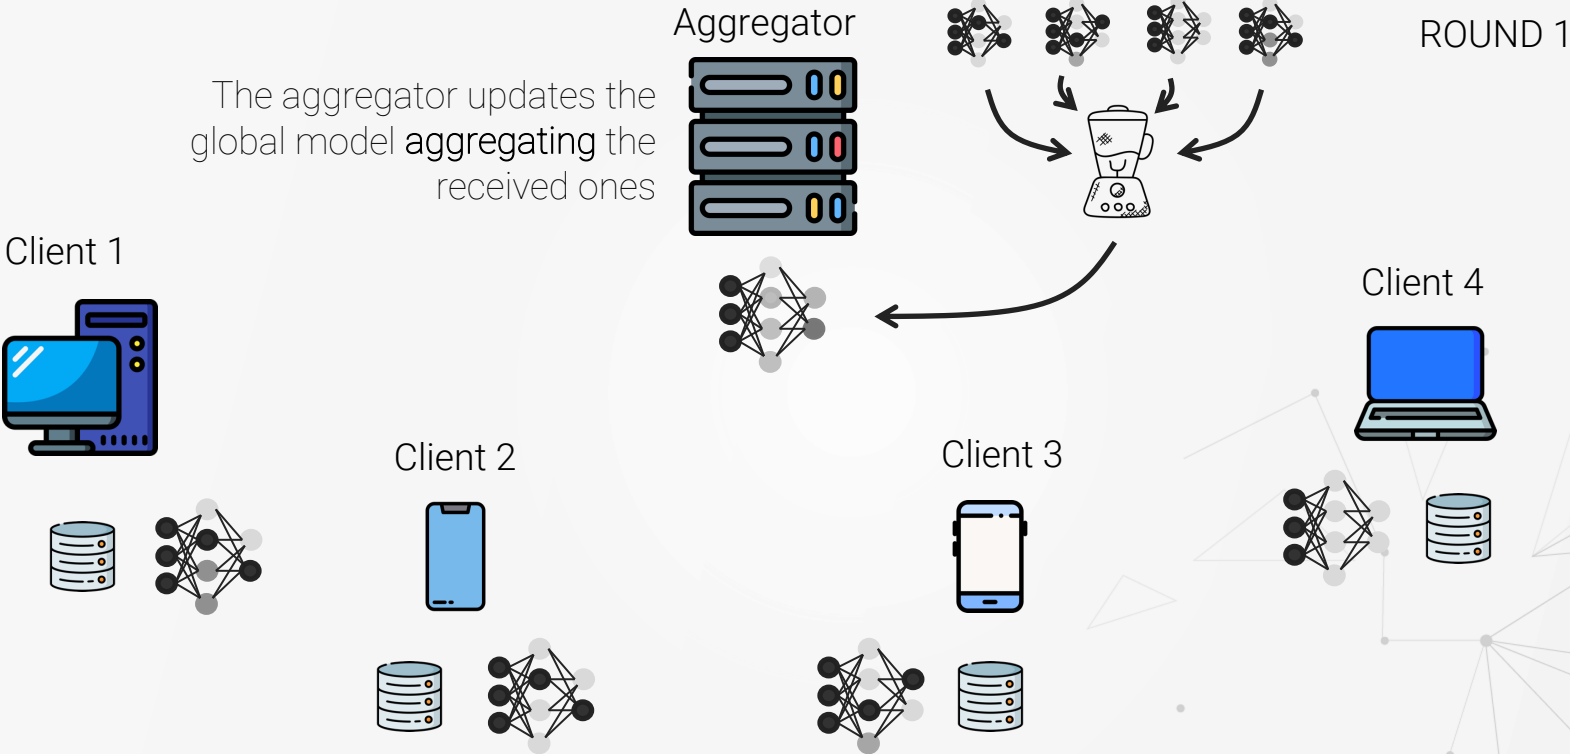 Aggregator
ROUND 1
The aggregator updates the
global model aggregating the
received ones
Client 1
Client 4
Client 2
Client 3